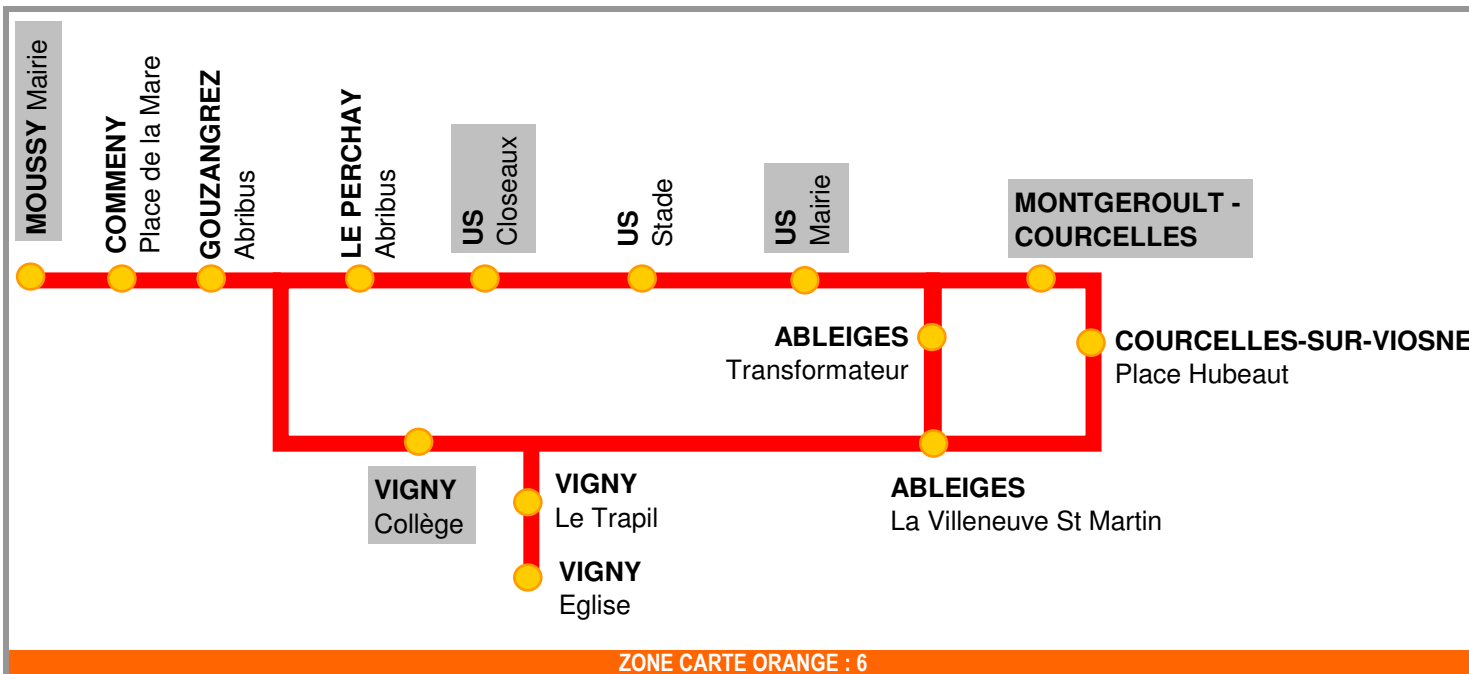 MOUSSY Mairie
COMMENY
Place de la Mare
GOUZANGREZ
Abribus
LE PERCHAY
Abribus
US
Closeaux
US
Stade
US
Mairie
MONTGEROULT -
COURCELLES
ABLEIGES
Transformateur
COURCELLES-SUR-VIOSNE
Place Hubeaut
VIGNY
Collège
VIGNY
Le Trapil
ABLEIGES
La Villeneuve St Martin
VIGNY
Eglise
ZONE CARTE ORANGE : 6